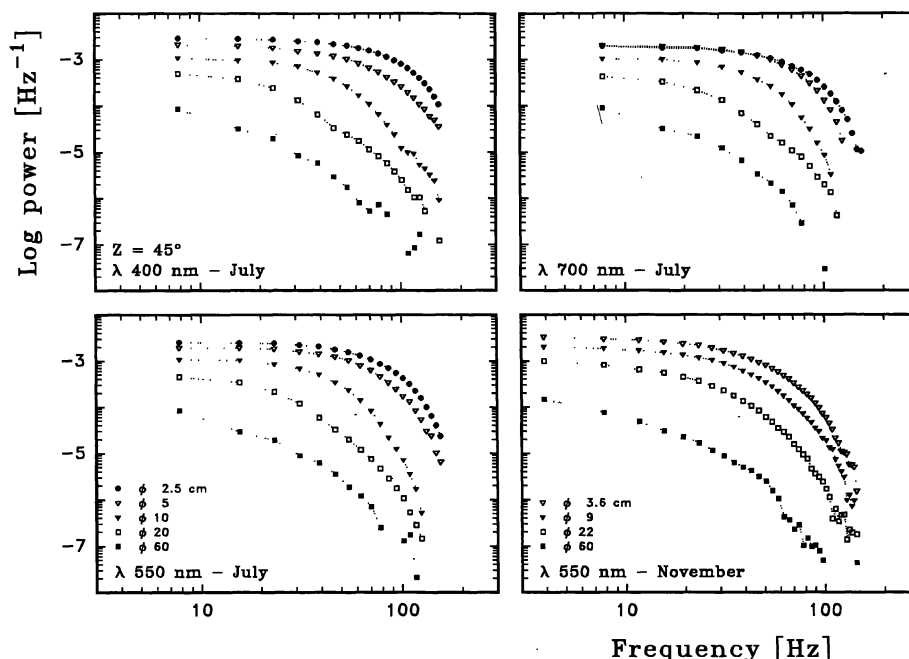 Log power [Hz⁻¹]
-3
-5
-7
Z = 45°
λ 400 nm – July
λ 700 nm – July
-3
-5
-7
● ϕ 2.5 cm
▽ ϕ 5
▼ ϕ 10
□ ϕ 20
■ ϕ 60
λ 550 nm – July
▽ ϕ 3.6 cm
▼ ϕ 9
□ ϕ 22
■ ϕ 60
λ 550 nm – November
10 100
10 100
Frequency [Hz]